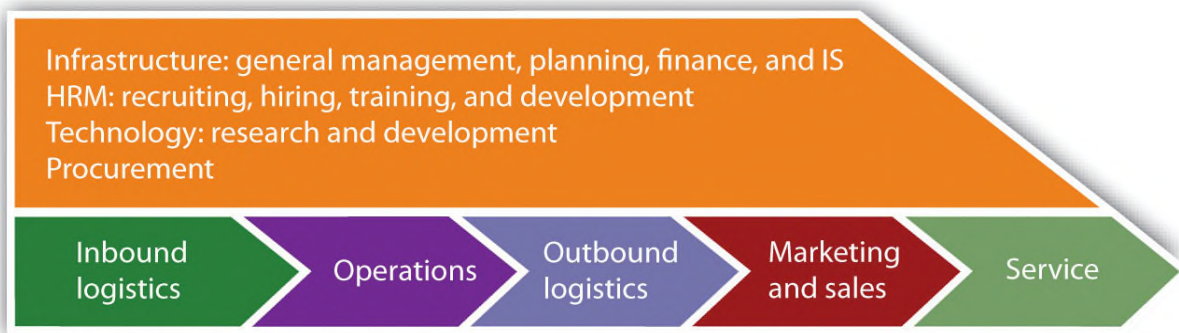 Infrastructure: general management, planning, finance, and IS
HRM: recruiting, hiring, training, and development
Technology: research and development
Procurement
Inbound
logistics
Operations
Outbound
logistics
Marketing
and sales
Service